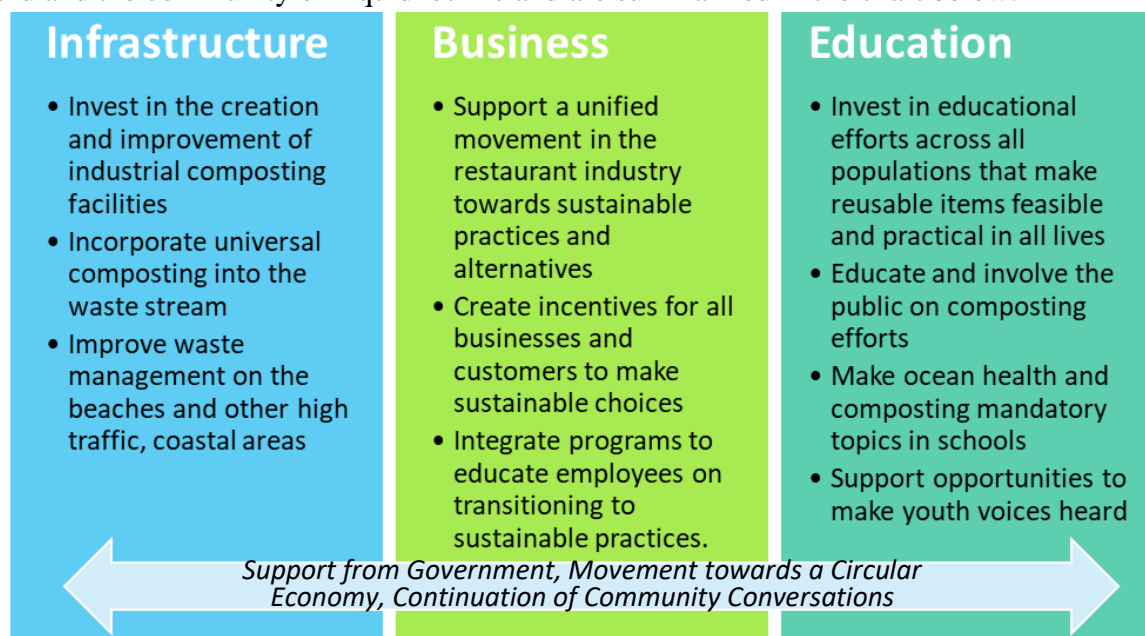 Infrastructure
• Invest in the creation
and improvement of
industrial composting
facilities
• Incorporate universal
composting into the
waste stream
• Improve waste
management on the
beaches and other high
traffic, coastal areas
Business
• Support a unified
movement in the
restaurant industry
towards sustainable
practices and
alternatives
• Create incentives for all
businesses and
customers to make
sustainable choices
• Integrate programs to
educate employees on
transitioning to
sustainable practices.
Education
• Invest in educational
efforts across all
populations that make
reusable items feasible
and practical in all lives
• Educate and involve the
public on composting
efforts
• Make ocean health and
composting mandatory
topics in schools
• Support opportunities to
make youth voices heard
Support from Government, Movement towards a Circular
Economy, Continuation of Community Conversations